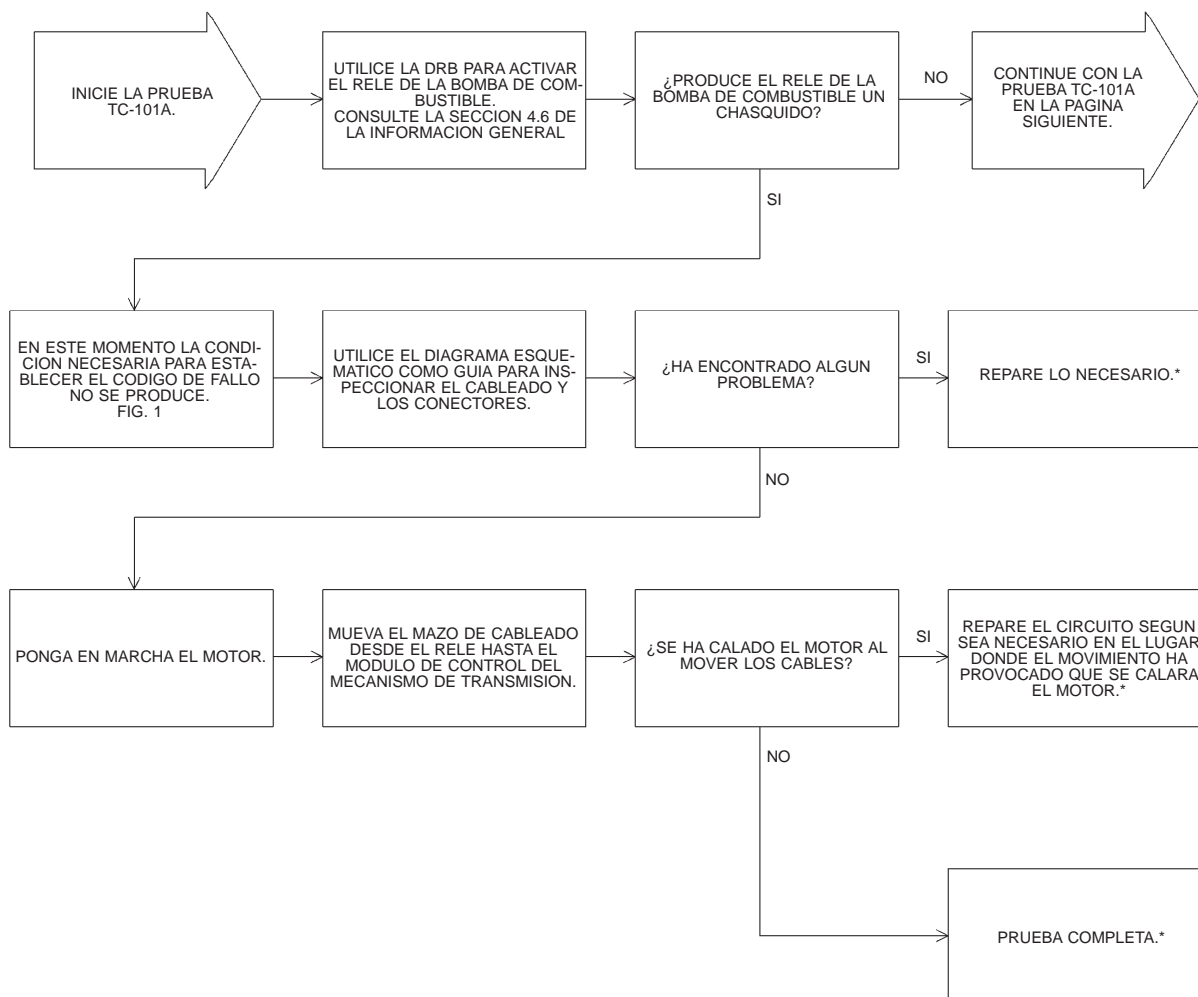 INICIE LA PRUEBA
TC-101A.
UTILICE LA DRB PARA ACTIVAR
EL RELE DE LA BOMBA DE COM-
BUSTIBLE.
CONSULTE LA SECCION 4.6 DE
LA INFORMACION GENERAL
¿PRODUCE EL RELE DE LA
BOMBA DE COMBUSTIBLE UN
CHASQUIDO?
NO
CONTINUE CON LA
PRUEBA TC-101A
EN LA PAGINA
SIGUIENTE.
SI
EN ESTE MOMENTO LA CONDI-
CION NECESARIA PARA ESTA-
BLECER EL CODIGO DE FALLO
NO SE PRODUCE.
FIG. 1
UTILICE EL DIAGRAMA ESQUE-
MATICO COMO GUIA PARA INS-
PECCIONAR EL CABLEADO Y
LOS CONECTORES.
¿HA ENCONTRADO ALGUN
PROBLEMA?
SI
REPARE LO NECESARIO.*
NO
PONGA EN MARCHA EL MOTOR.
MUEVA EL MAZO DE CABLEADO
DESDE EL RELE HASTA EL
MODULO DE CONTROL DEL
MECANISMO DE TRANSMISION.
¿SE HA CALADO EL MOTOR AL
MOVER LOS CABLES?
SI
REPARE EL CIRCUITO SEGUN
SEA NECESARIO EN EL LUGAR
DONDE EL MOVIMIENTO HA
PROVOCADO QUE SE CALARA
EL MOTOR.*
NO
PRUEBA COMPLETA.*